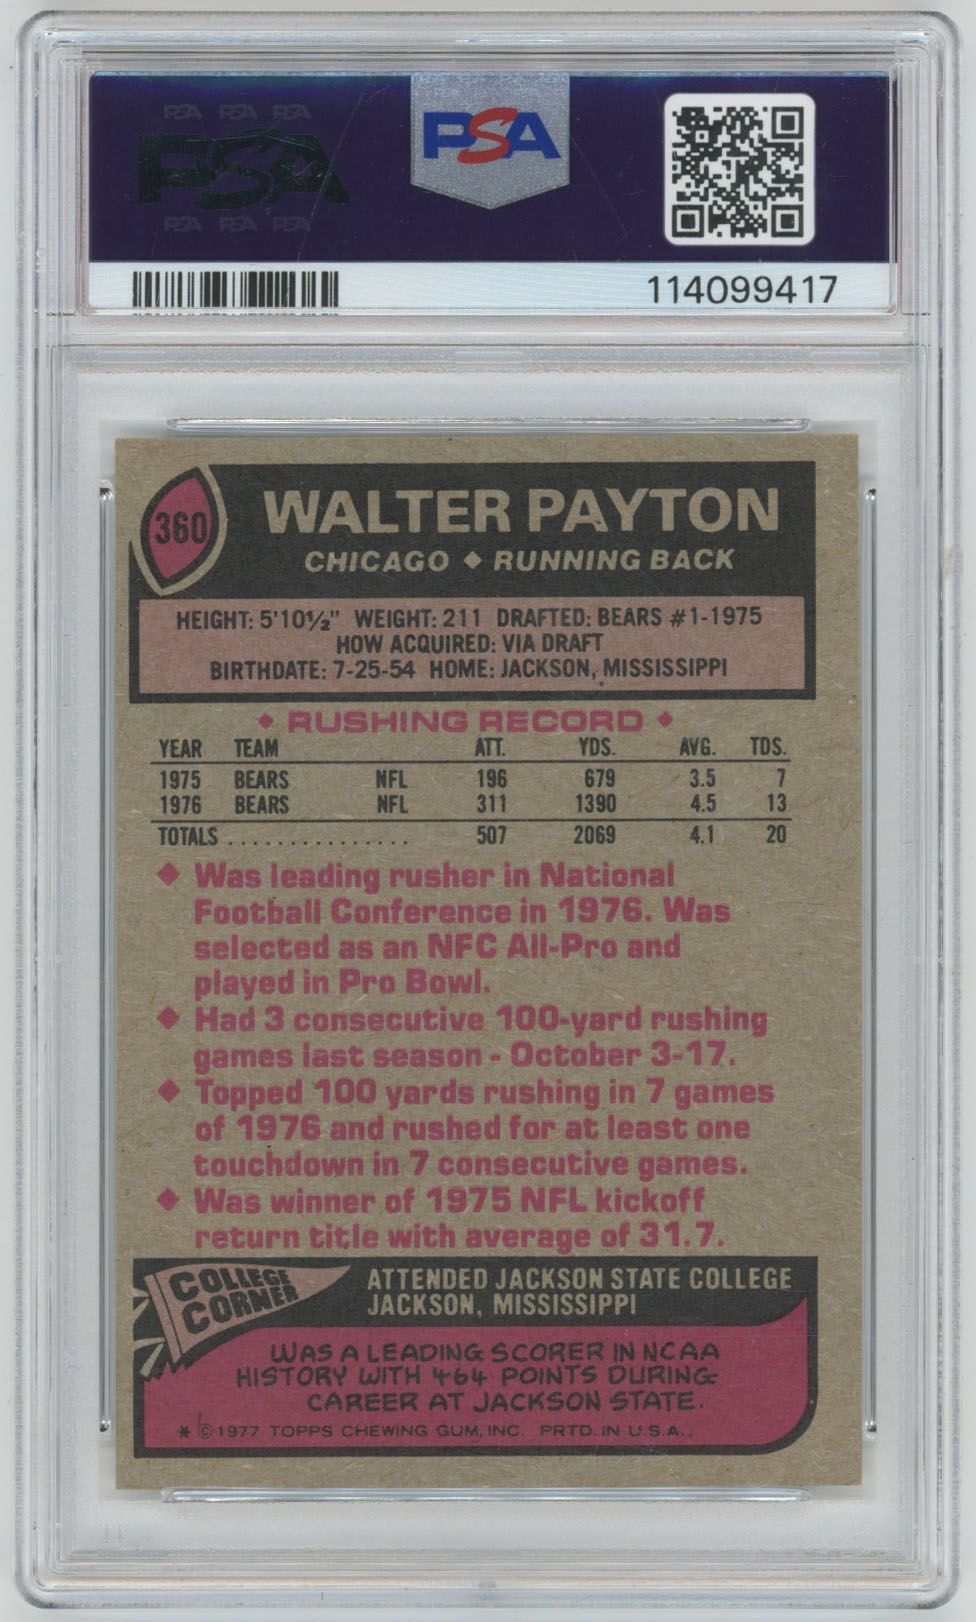 PSA PSA PSA
PSA
PSA PSA PSA
PSA
114099417
360
WALTER PAYTON
CHICAGO ♦ RUNNING BACK
HEIGHT: 5'10½" WEIGHT: 211 DRAFTED: BEARS #1-1975
HOW ACQUIRED: VIA DRAFT
BIRTHDATE: 7-25-54 HOME: JACKSON, MISSISSIPPI
♦ RUSHING RECORD ♦
YEAR TEAM ATT. YDS. AVG. TDS.
1975 BEARS NFL 196 679 3.5 7
1976 BEARS NFL 311 1390 4.5 13
TOTALS ............... 507 2069 4.1 20
♦ Was leading rusher in National
Football Conference in 1976. Was
selected as an NFC All-Pro and
played in Pro Bowl.
♦ Had 3 consecutive 100-yard rushing
games last season - October 3-17.
♦ Topped 100 yards rushing in 7 games
of 1976 and rushed for at least one
touchdown in 7 consecutive games.
♦ Was winner of 1975 NFL kickoff
return title with average of 31.7.
COLLEGE
CORNER
ATTENDED JACKSON STATE COLLEGE
JACKSON, MISSISSIPPI
WAS A LEADING SCORER IN NCAA
HISTORY WITH 464 POINTS DURING
CAREER AT JACKSON STATE.
* © 1977 TOPPS CHEWING GUM, INC. PRTD. IN U.S.A.